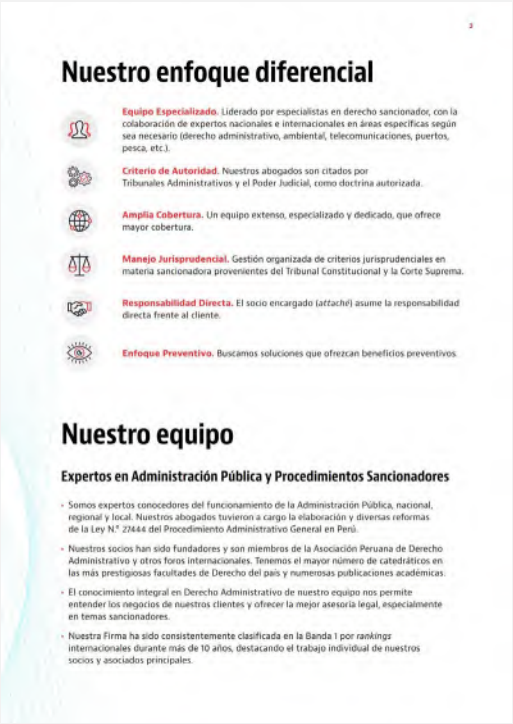 2
Nuestro enfoque diferencial
Equipo Especializado. Liderado por especialistas en derecho sancionador, con la
colaboración de expertos nacionales e internacionales en áreas específicas según
sea necesario (derecho administrativo, ambiental, telecomunicaciones, puertos,
pesca, etc.).
Criterio de Autoridad. Nuestros abogados son citados por
Tribunales Administrativos y el Poder Judicial, como doctrina autorizada.
Amplia Cobertura. Un equipo extenso, especializado y dedicado, que ofrece
mayor cobertura.
Manejo Jurisprudencial. Gestión organizada de criterios jurisprudenciales en
materia sancionadora provenientes del Tribunal Constitucional y la Corte Suprema.
Responsabilidad Directa. El socio encargado (attaché) asume la responsabilidad
directa frente al cliente.
Enfoque Preventivo. Buscamos soluciones que ofrezcan beneficios preventivos.
Nuestro equipo
Expertos en Administración Pública y Procedimientos Sancionadores
• Somos expertos conocedores del funcionamiento de la Administración Pública, nacional,
regional y local. Nuestros abogados tuvieron a cargo la elaboración y diversas reformas
de la Ley N.° 27444 del Procedimiento Administrativo General en Perú.
• Nuestros socios han sido fundadores y son miembros de la Asociación Peruana de Derecho
Administrativo y otros foros internacionales. Tenemos el mayor número de catedráticos en
las más prestigiosas facultades de Derecho del país y numerosas publicaciones académicas.
• El conocimiento integral en Derecho Administrativo de nuestro equipo nos permite
entender los negocios de nuestros clientes y ofrecer la mejor asesoría legal, especialmente
en temas sancionadores.
• Nuestra Firma ha sido consistentemente clasificada en la Banda 1 por rankings
internacionales durante más de 10 años, destacando el trabajo individual de nuestros
socios y asociados principales.